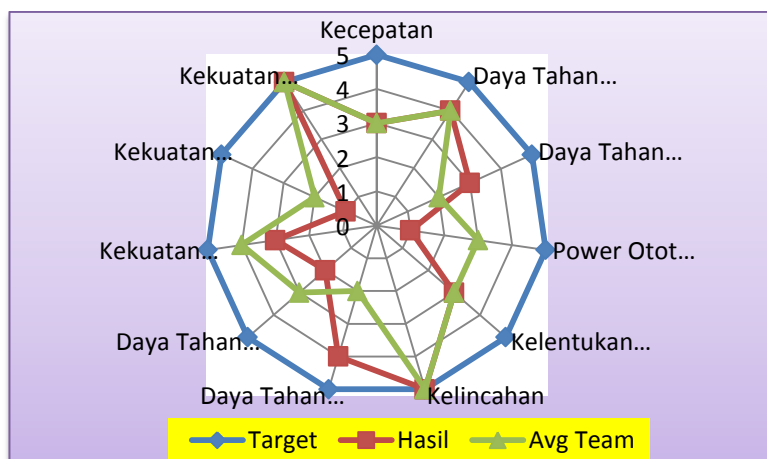 Kecepatan
Daya Tahan...
Daya Tahan...
Power Otot...
Kelentukan...
Kelincahan
Daya Tahan...
Daya Tahan...
Kekuatan...
Kekuatan...
Kekuatan...
5
4
3
2
1
0
Target Hasil Avg Team